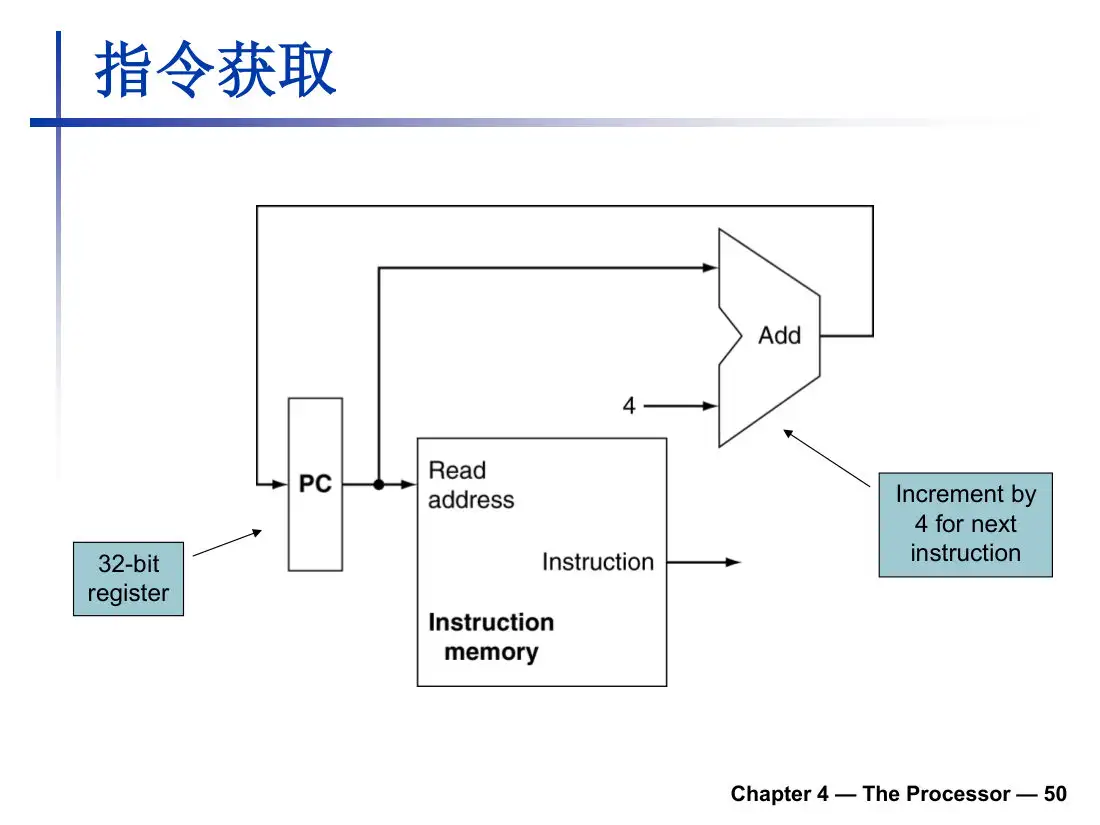 指令获取
Add
4
PC
Read
address
Increment by
4 for next
instruction
Instruction
32-bit
register
Instruction
memory
Chapter 4 — The Processor — 50